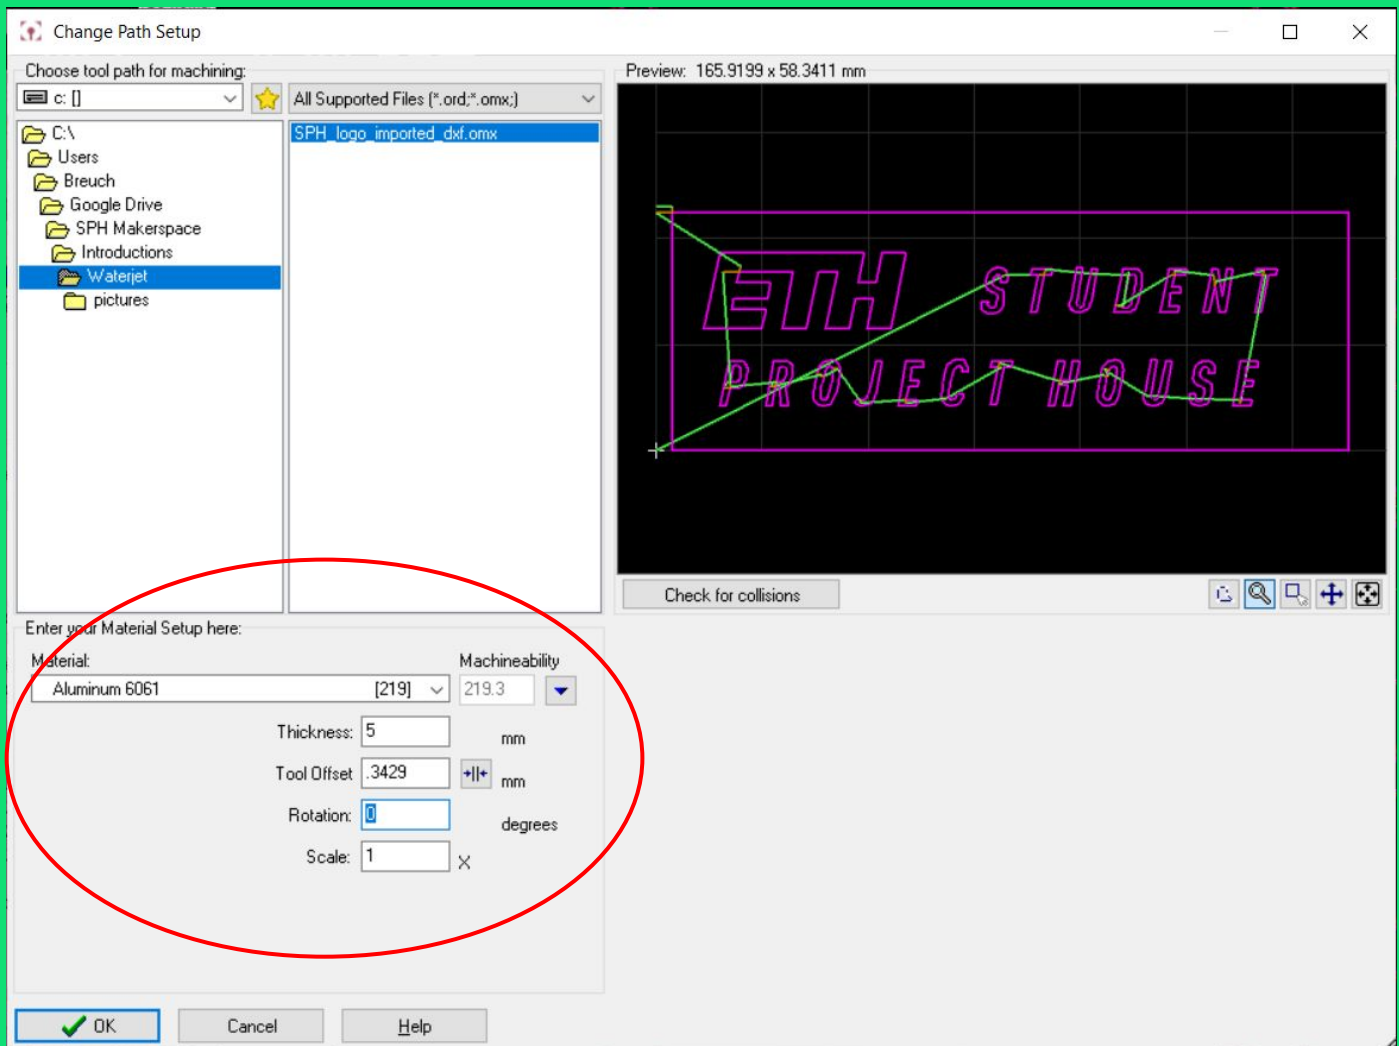 Change Path Setup
Choose tool path for machining:
c: []
All Supported Files (*.ord;*.omx;)
C:\
Users
Breuch
Google Drive
SPH Makerspace
Introductions
Waterjet
pictures
SPH_logo_imported_dxf.omx
Preview: 165.9199 x 58.3411 mm
ETH STUDENT
PROJECT HOUSE
Check for collisions
Enter your Material Setup here:
Material:
Machineability
Aluminum 6061 [219]
219.3
Thickness: 5 mm
Tool Offset .3429 mm
Rotation: 0 degrees
Scale: 1 X
OK
Cancel
Help